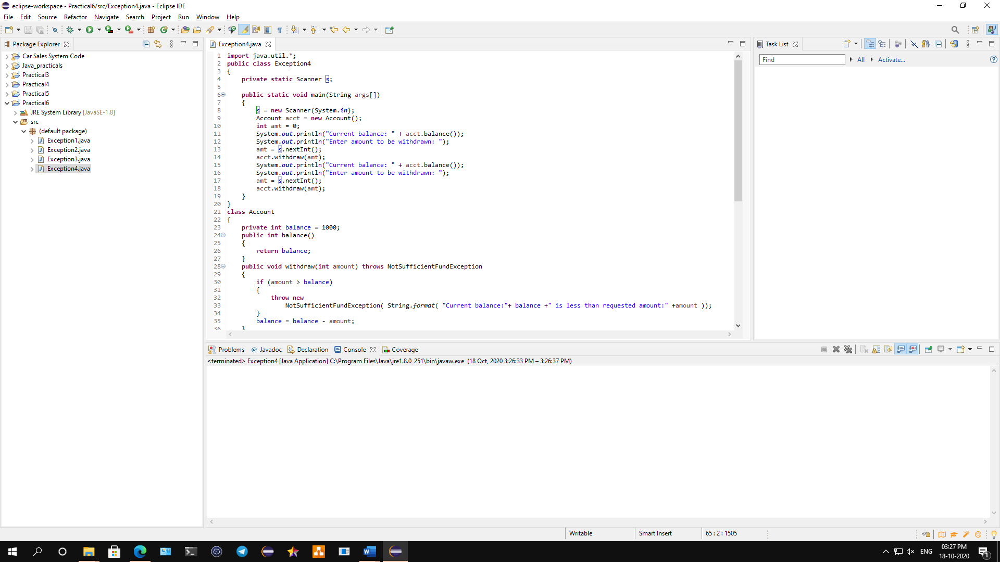 eclipse-workspace - Practical6/src/Exception4.java - Eclipse IDE
File Edit Source Refactor Navigate Search Project Run Window Help
Package Explorer
Car Sales System Code
Java_practicals
Practical3
Practical4
Practical5
Practical6
JRE System Library [JavaSE-1.8]
src
(default package)
Exception1.java
Exception2.java
Exception3.java
Exception4.java
Exception4.java
1 import java.util.*;
2 public class Exception4
3 {
4 private static Scanner s;
5
6 public static void main(String args[])
7 {
8 s = new Scanner(System.in);
9 Account acct = new Account();
10 int amt = 0;
11 System.out.println("Current balance: " + acct.balance());
12 System.out.println("Enter amount to be withdrawn: ");
13 amt = s.nextInt();
14 acct.withdraw(amt);
15 System.out.println("Current balance: " + acct.balance());
16 System.out.println("Enter amount to be withdrawn: ");
17 amt = s.nextInt();
18 acct.withdraw(amt);
19 }
20 }
21 class Account
22 {
23 private int balance = 1000;
24 public int balance()
25 {
26 return balance;
27 }
28 public void withdraw(int amount) throws NotSufficientFundException
29 {
30 if (amount > balance)
31 {
32 throw new
33 NotSufficientFundException( String.format( "Current balance:"+ balance +" is less than requested amount:" +amount ));
34 }
35 balance = balance - amount;
36 }
Task List
Find All Activate...
Problems Javadoc Declaration Console Coverage
<terminated> Exception4 [Java Application] C:\Program Files\Java\jre1.8.0_251\bin\javaw.exe (18 Oct, 2020 3:26:33 PM – 3:26:37 PM)
Writable Smart Insert 65 : 2 : 1505
ENG
03:27 PM
18-10-2020
1